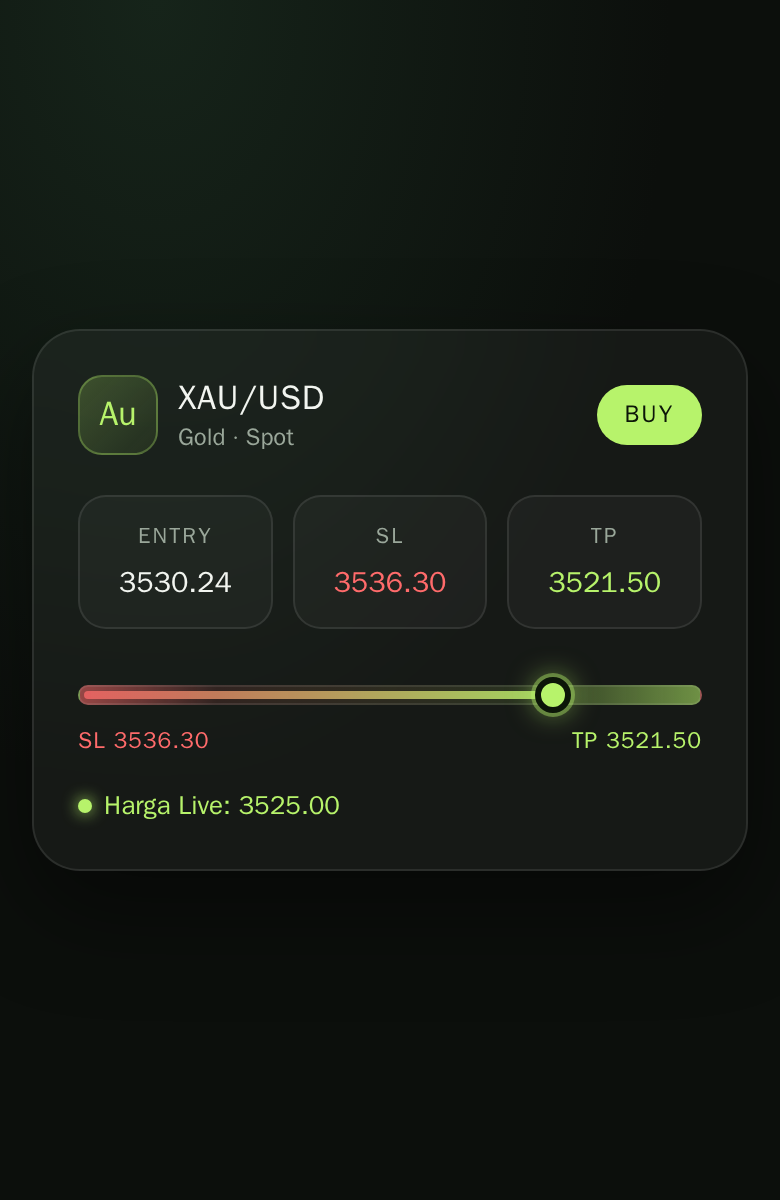 Au
XAU/USD
Gold · Spot
BUY
ENTRY
3530.24
SL
3536.30
TP
3521.50
SL 3536.30
TP 3521.50
Harga Live: 3525.00